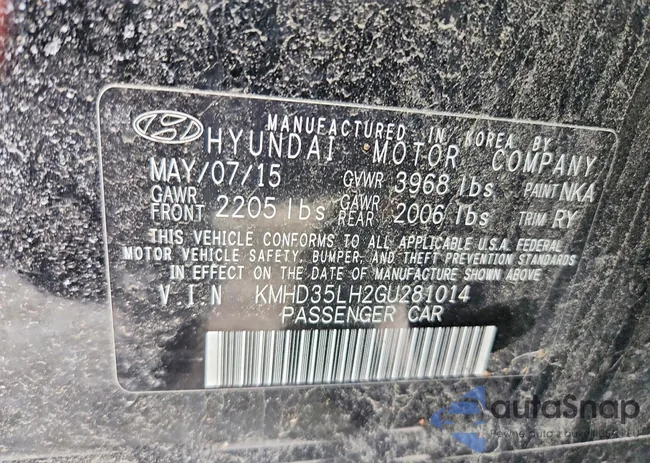 MANUFACTURED IN KOREA BY
HYUNDAI MOTOR COMPANY
MAY/07/15 GVWR 3968 lbs PAINT NKA
GAWR FRONT 2205 lbs GAWR REAR 2006 lbs TRIM RY
THIS VEHICLE CONFORMS TO ALL APPLICABLE U.S.A. FEDERAL
MOTOR VEHICLE SAFETY, BUMPER, AND THEFT PREVENTION STANDARDS
IN EFFECT ON THE DATE OF MANUFACTURE SHOWN ABOVE
VIN KMHD35LH2GU281014
PASSENGER CAR
autaSnap